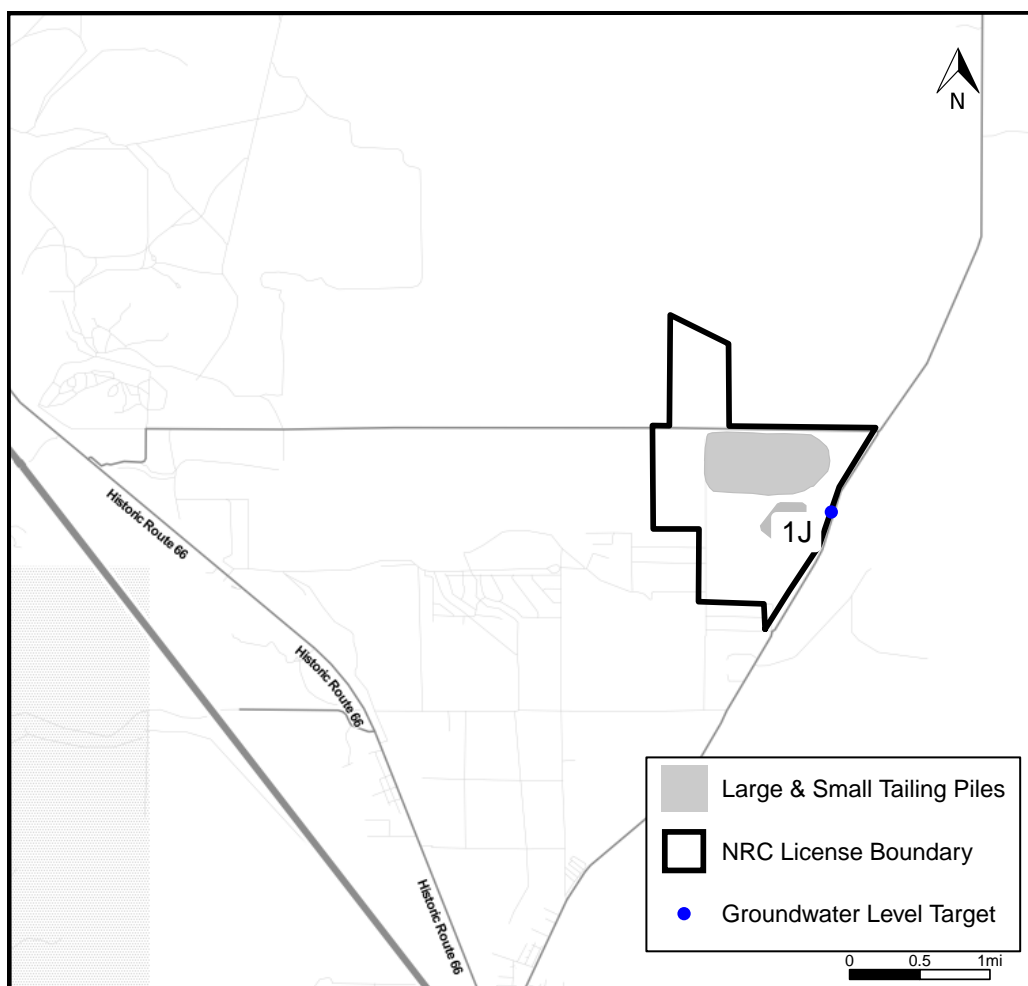 N
1J
Historic Route 66
Historic Route 66
Historic Route 66
Large & Small Tailing Piles
NRC License Boundary
Groundwater Level Target
0 0.5 1mi